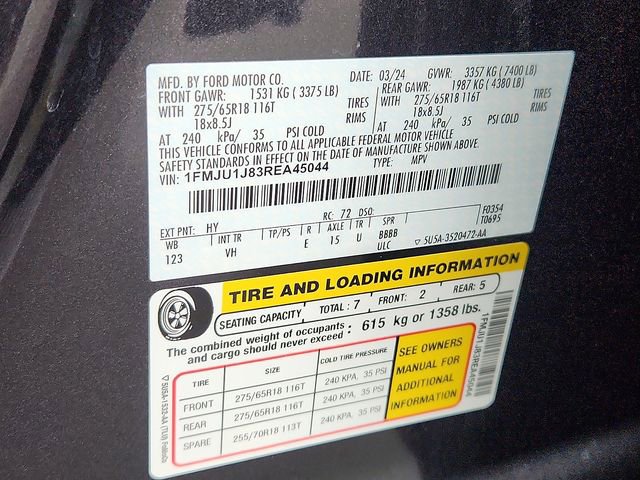 MFD. BY FORD MOTOR CO.
DATE: 03/24 GVWR: 3357 KG ( 7400 LB)
FRONT GAWR: 1531 KG ( 3375 LB) REAR GAWR: 1987 KG ( 4380 LB)
WITH 275/65R18 116T TIRES WITH 275/65R18 116T TIRES
18x8.5J RIMS 18x8.5J RIMS
AT 240 kPa/ 35 PSI COLD AT 240 kPa/ 35 PSI COLD
THIS VEHICLE CONFORMS TO ALL APPLICABLE FEDERAL MOTOR VEHICLE
SAFETY STANDARDS IN EFFECT ON THE DATE OF MANUFACTURE SHOWN ABOVE.
VIN: 1FMJU1J83REA45044 TYPE: MPV
EXT PNT: HY RC: 72 DSO: F0354
WB INT TR TP/PS R AXLE TR SPR T0695
123 VH E 15 U BBBB
ULC ▽ 5U5A-3520472-AA
TIRE AND LOADING INFORMATION
SEATING CAPACITY TOTAL : 7 FRONT: 2 REAR: 5
The combined weight of occupants and cargo should never exceed : 615 kg or 1358 lbs.
TIRE SIZE COLD TIRE PRESSURE
FRONT 275/65R18 116T 240 KPA, 35 PSI
REAR 275/65R18 116T 240 KPA, 35 PSI
SPARE 255/70R18 113T 240 KPA, 35 PSI
SEE OWNERS
MANUAL FOR
ADDITIONAL
INFORMATION
1FMJU1J83REA45044